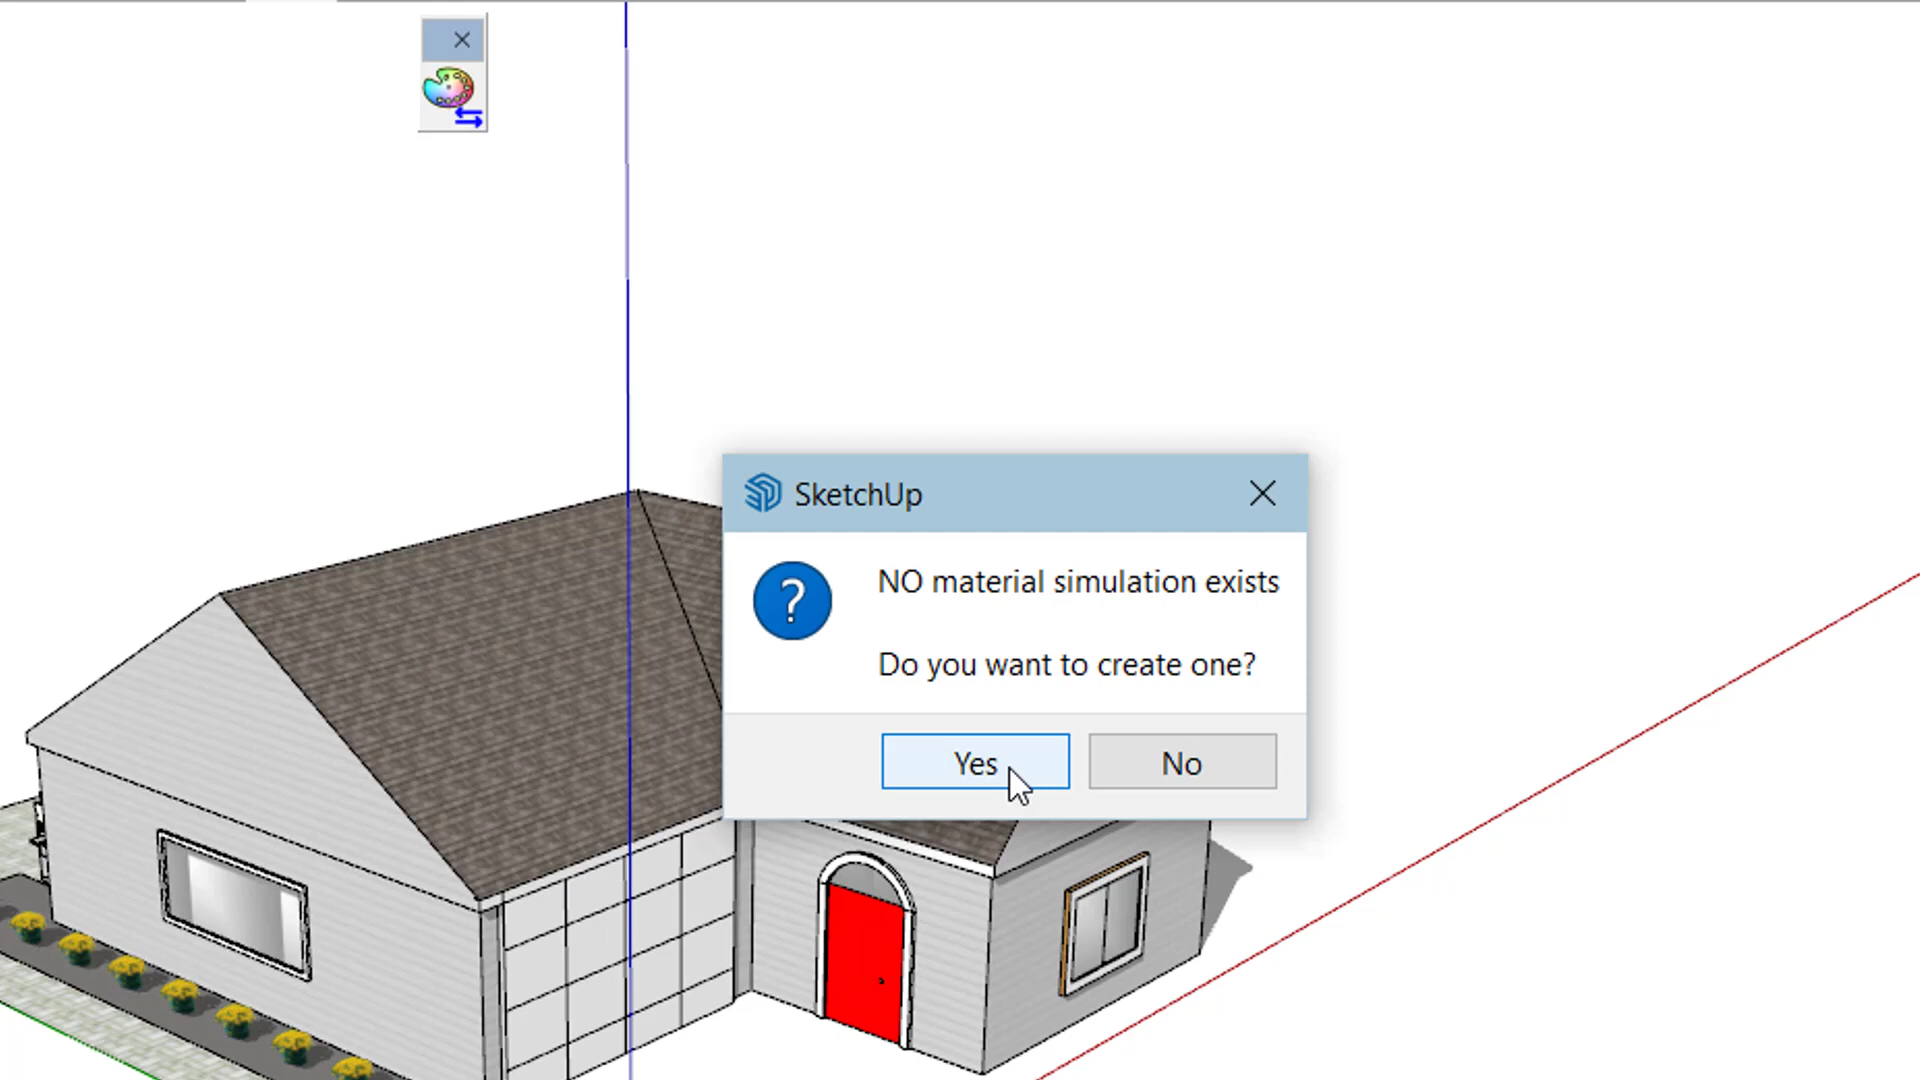 SketchUp
NO material simulation exists
Do you want to create one?
Yes
No